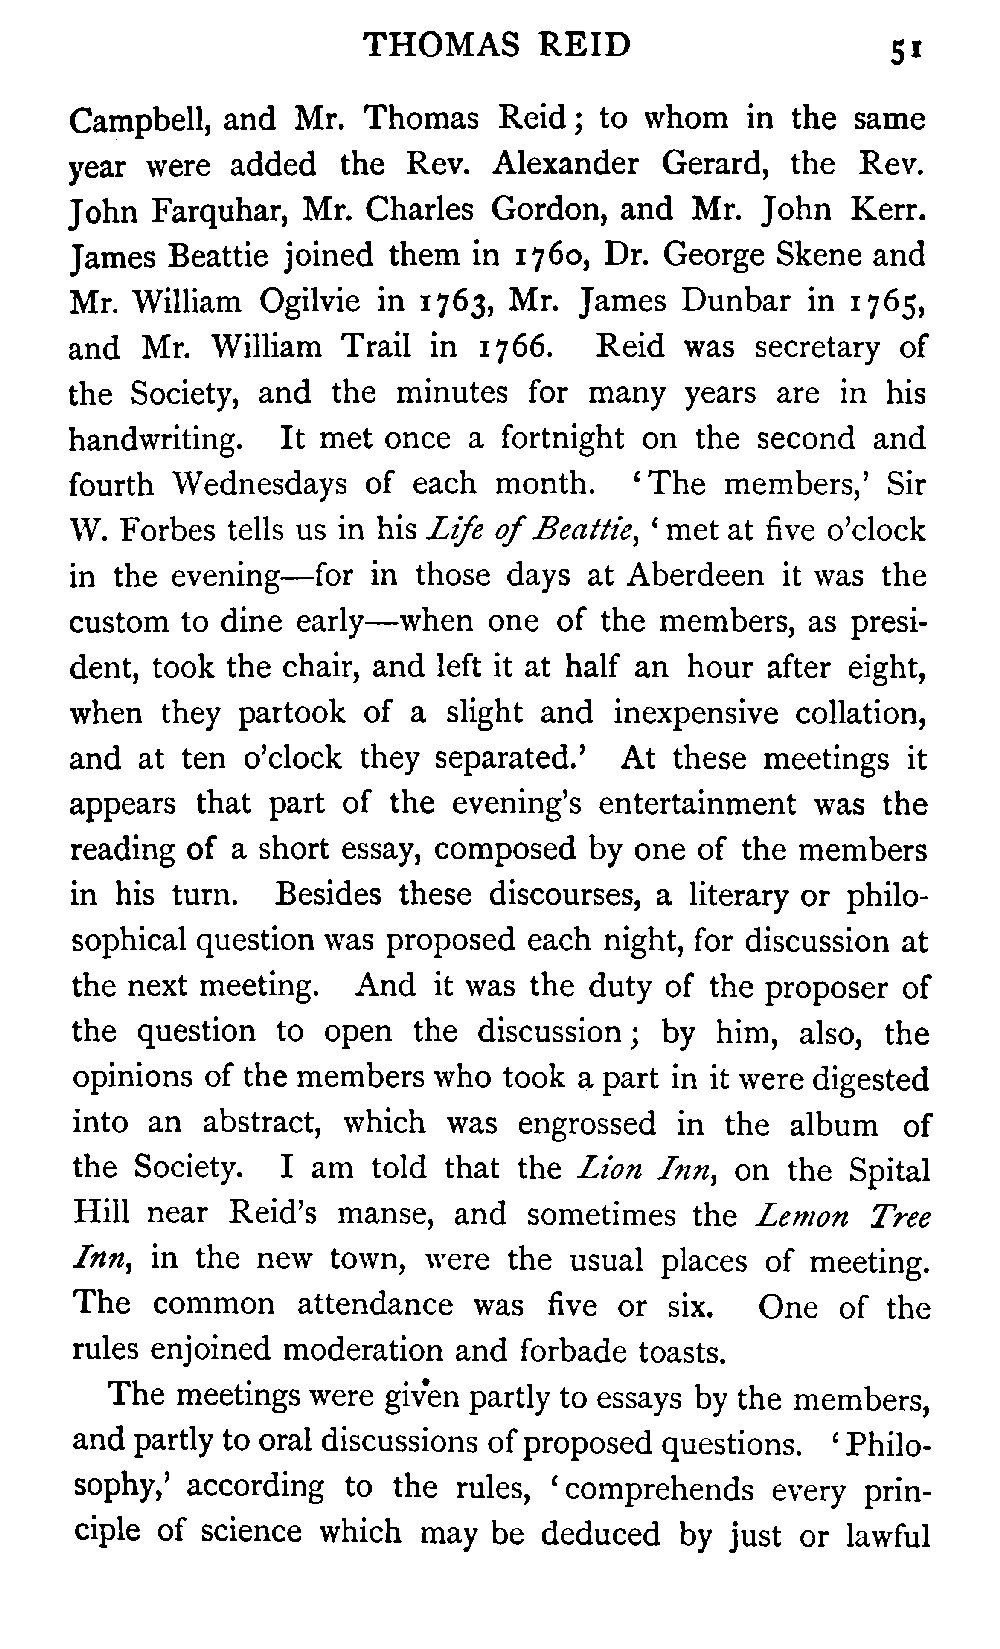 THOMAS REID 51
Campbell, and Mr. Thomas Reid; to whom in the same
year were added the Rev. Alexander Gerard, the Rev.
John Farquhar, Mr. Charles Gordon, and Mr. John Kerr.
James Beattie joined them in 1760, Dr. George Skene and
Mr. William Ogilvie in 1763, Mr. James Dunbar in 1765,
and Mr. William Trail in 1766. Reid was secretary of
the Society, and the minutes for many years are in his
handwriting. It met once a fortnight on the second and
fourth Wednesdays of each month. ‘The members,’ Sir
W. Forbes tells us in his Life of Beattie, ‘met at five o’clock
in the evening—for in those days at Aberdeen it was the
custom to dine early—when one of the members, as presi-
dent, took the chair, and left it at half an hour after eight,
when they partook of a slight and inexpensive collation,
and at ten o’clock they separated.’ At these meetings it
appears that part of the evening’s entertainment was the
reading of a short essay, composed by one of the members
in his turn. Besides these discourses, a literary or philo-
sophical question was proposed each night, for discussion at
the next meeting. And it was the duty of the proposer of
the question to open the discussion; by him, also, the
opinions of the members who took a part in it were digested
into an abstract, which was engrossed in the album of
the Society. I am told that the Lion Inn, on the Spital
Hill near Reid’s manse, and sometimes the Lemon Tree
Inn, in the new town, were the usual places of meeting.
The common attendance was five or six. One of the
rules enjoined moderation and forbade toasts.
The meetings were given partly to essays by the members,
and partly to oral discussions of proposed questions. ‘Philo-
sophy,’ according to the rules, ‘comprehends every prin-
ciple of science which may be deduced by just or lawful